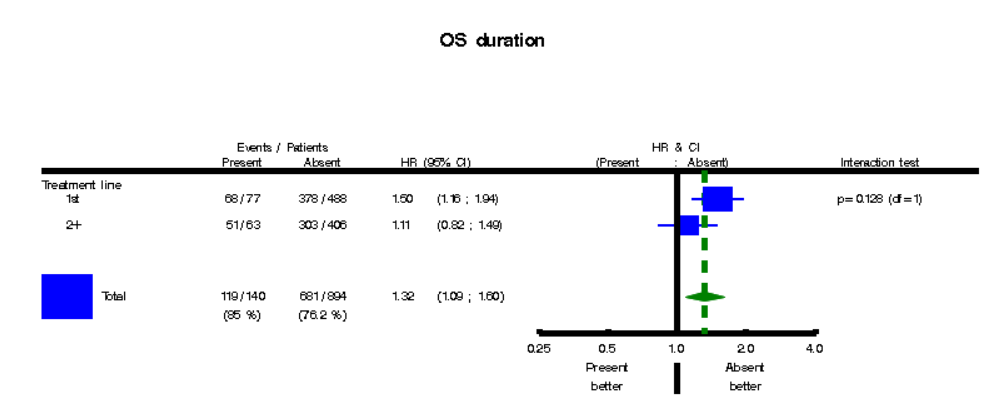 OS duration
Events / Patients HR & CI
Present Absent HR (95% CI) (Present : Absent) Interaction test
Treatment line
1st 68/77 378/488 1.50 (1.16 ; 1.94) p=0.128 (df=1)
2+ 51/63 303/406 1.11 (0.82 ; 1.49)
Total 119/140 681/894 1.32 (1.09 ; 1.60)
(85 %) (76.2 %)
0.25 0.5 1.0 2.0 4.0
Present Absent
better better